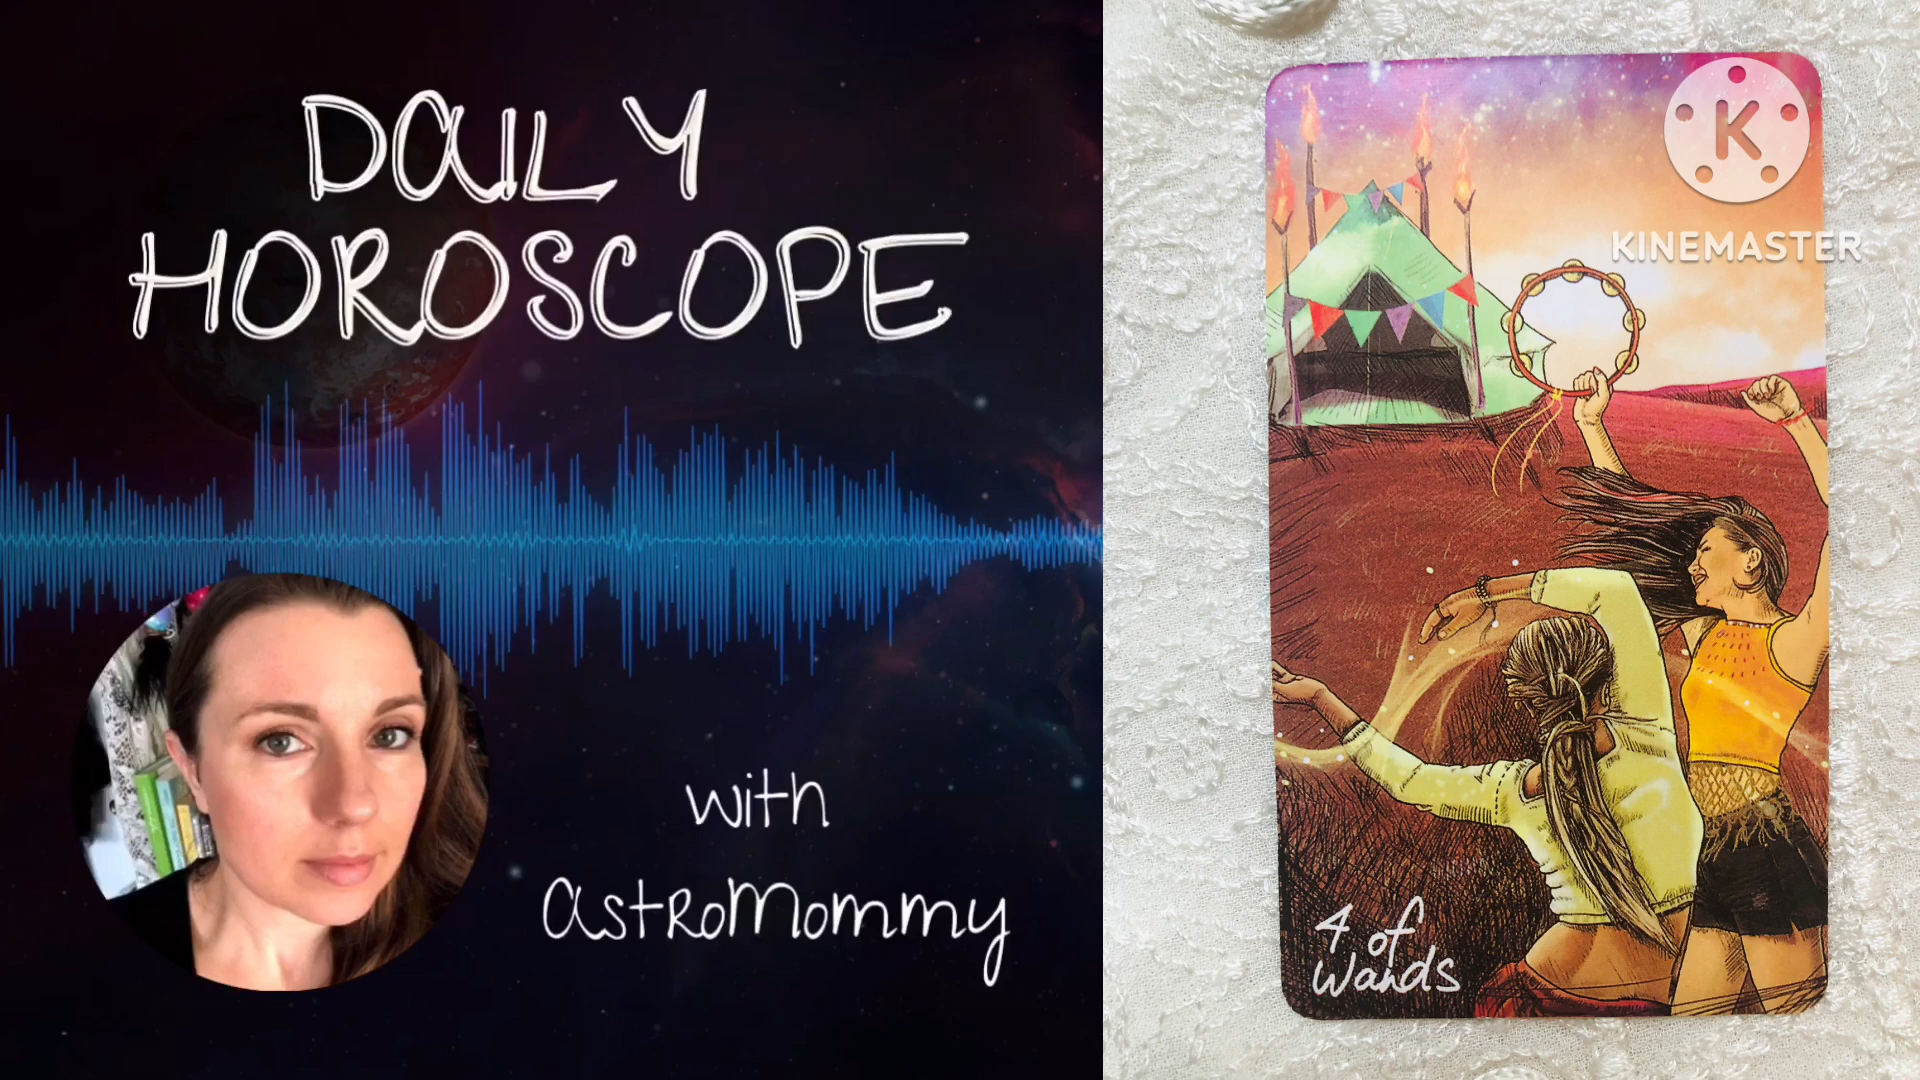 DAILY
HOROSCOPE
with
AstroMommy
K
KINEMASTER
4 of
Wands